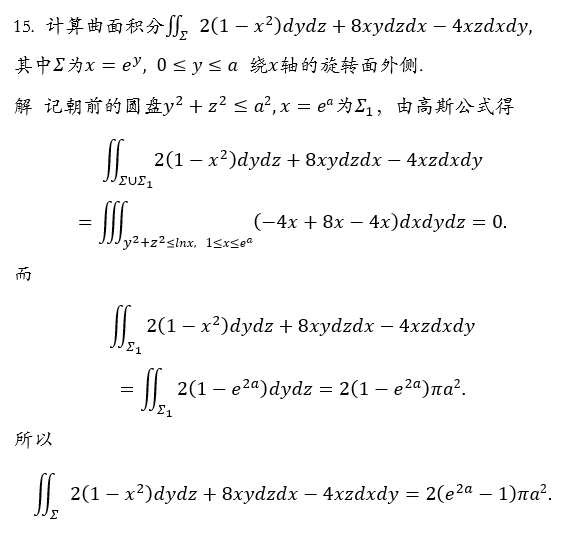 15. 计算曲面积分∬_Σ 2(1 − x²)dydz + 8xydzdx − 4xzdxdy,
其中Σ为x = e^y, 0 ≤ y ≤ a 绕x轴的旋转面外侧.
解 记朝前的圆盘y² + z² ≤ a², x = e^a为Σ₁, 由高斯公式得
∬_{Σ∪Σ₁} 2(1 − x²)dydz + 8xydzdx − 4xzdxdy
= ∭_{y²+z²≤lnx, 1≤x≤e^a} (−4x + 8x − 4x)dxdydz = 0.
而
∬_{Σ₁} 2(1 − x²)dydz + 8xydzdx − 4xzdxdy
= ∬_{Σ₁} 2(1 − e^{2a})dydz = 2(1 − e^{2a})πa².
所以
∬_Σ 2(1 − x²)dydz + 8xydzdx − 4xzdxdy = 2(e^{2a} − 1)πa².